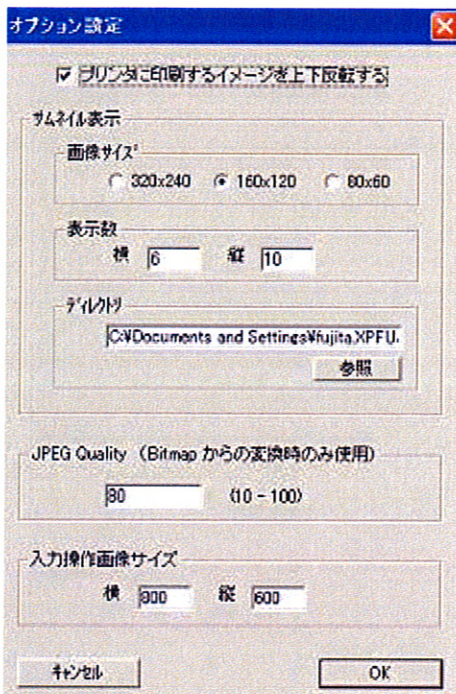 オプション設定
プリンタに印刷するイメージを上下反転する
サムネイル表示
画像サイズ
320x240 160x120 80x60
表示数
横 6 縦 10
ディレクトリ
C:¥Documents and Settings¥fujita.XPFUJ
参照
JPEG Quality (Bitmap からの変換時のみ使用)
80 (10 - 100)
入力操作画像サイズ
横 800 縦 600
キャンセル OK